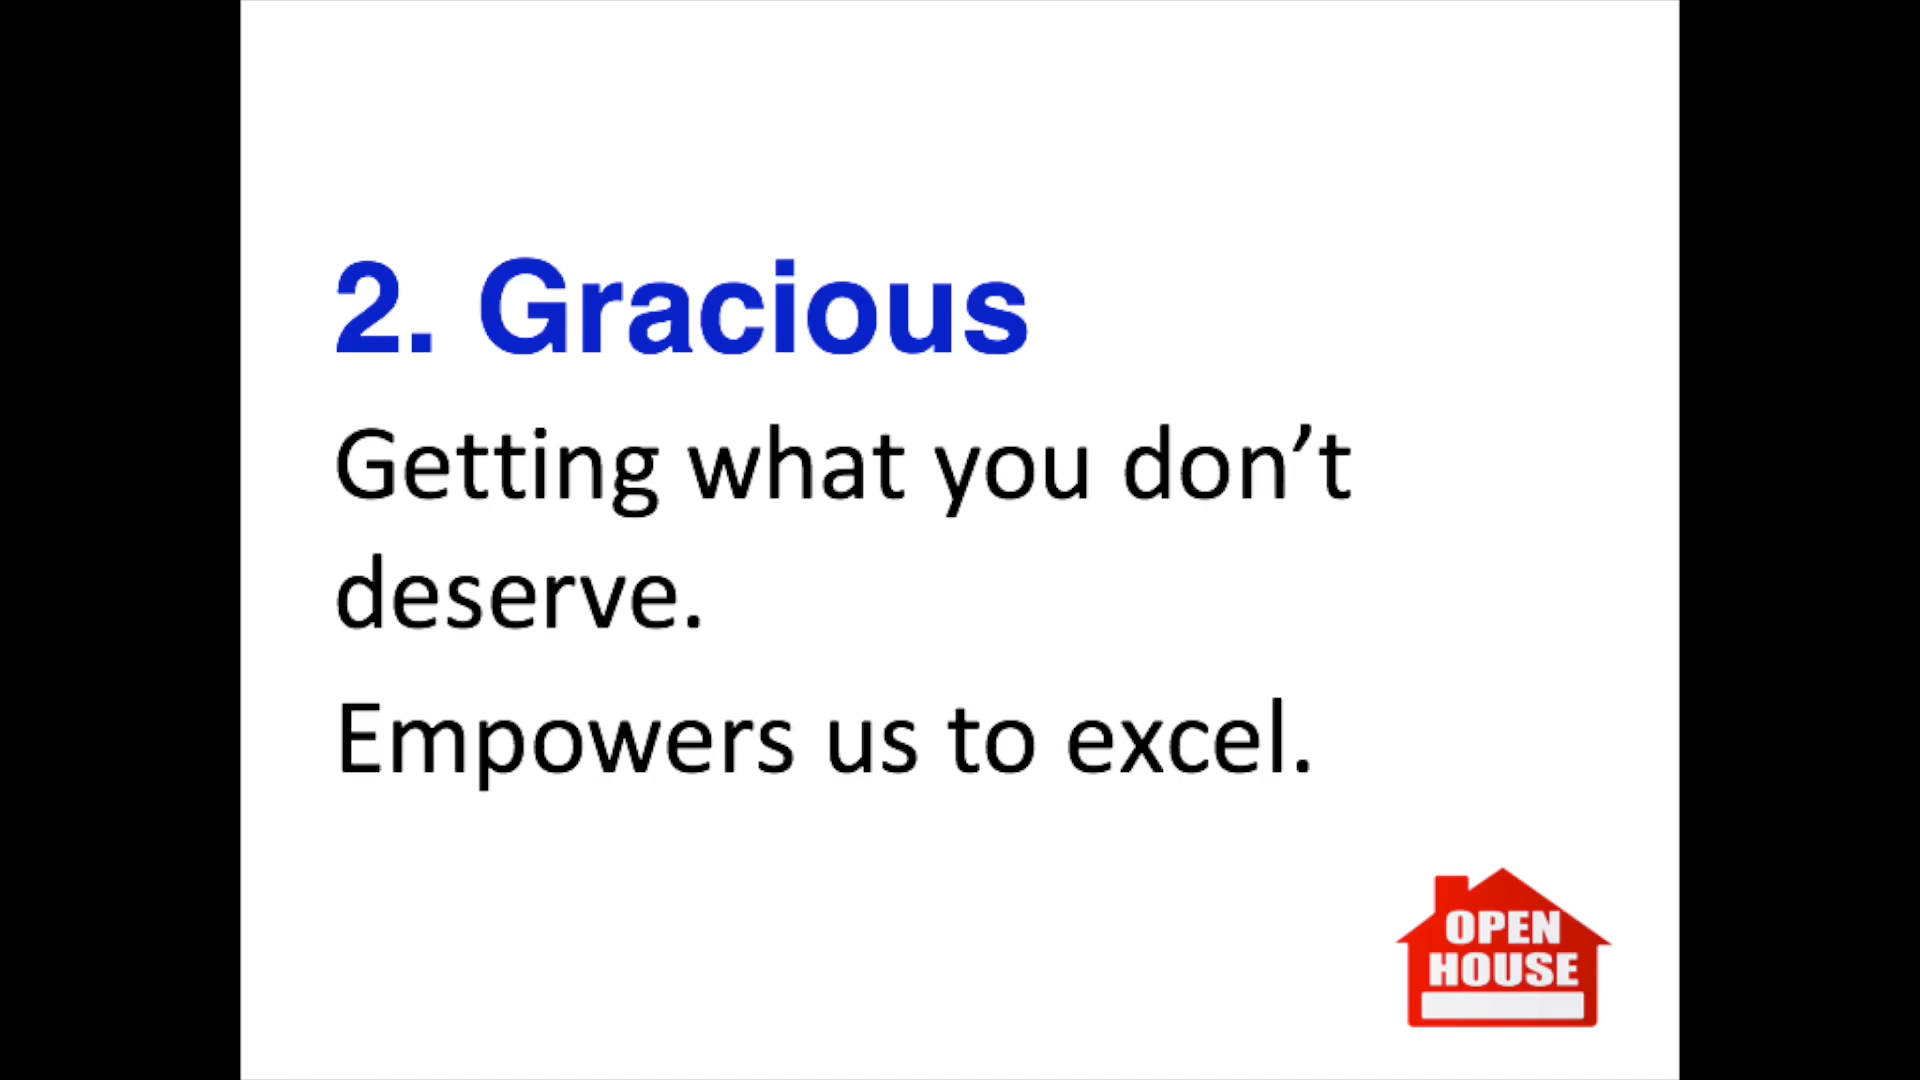 2. Gracious
Getting what you don’t
deserve.
Empowers us to excel.
OPEN
HOUSE